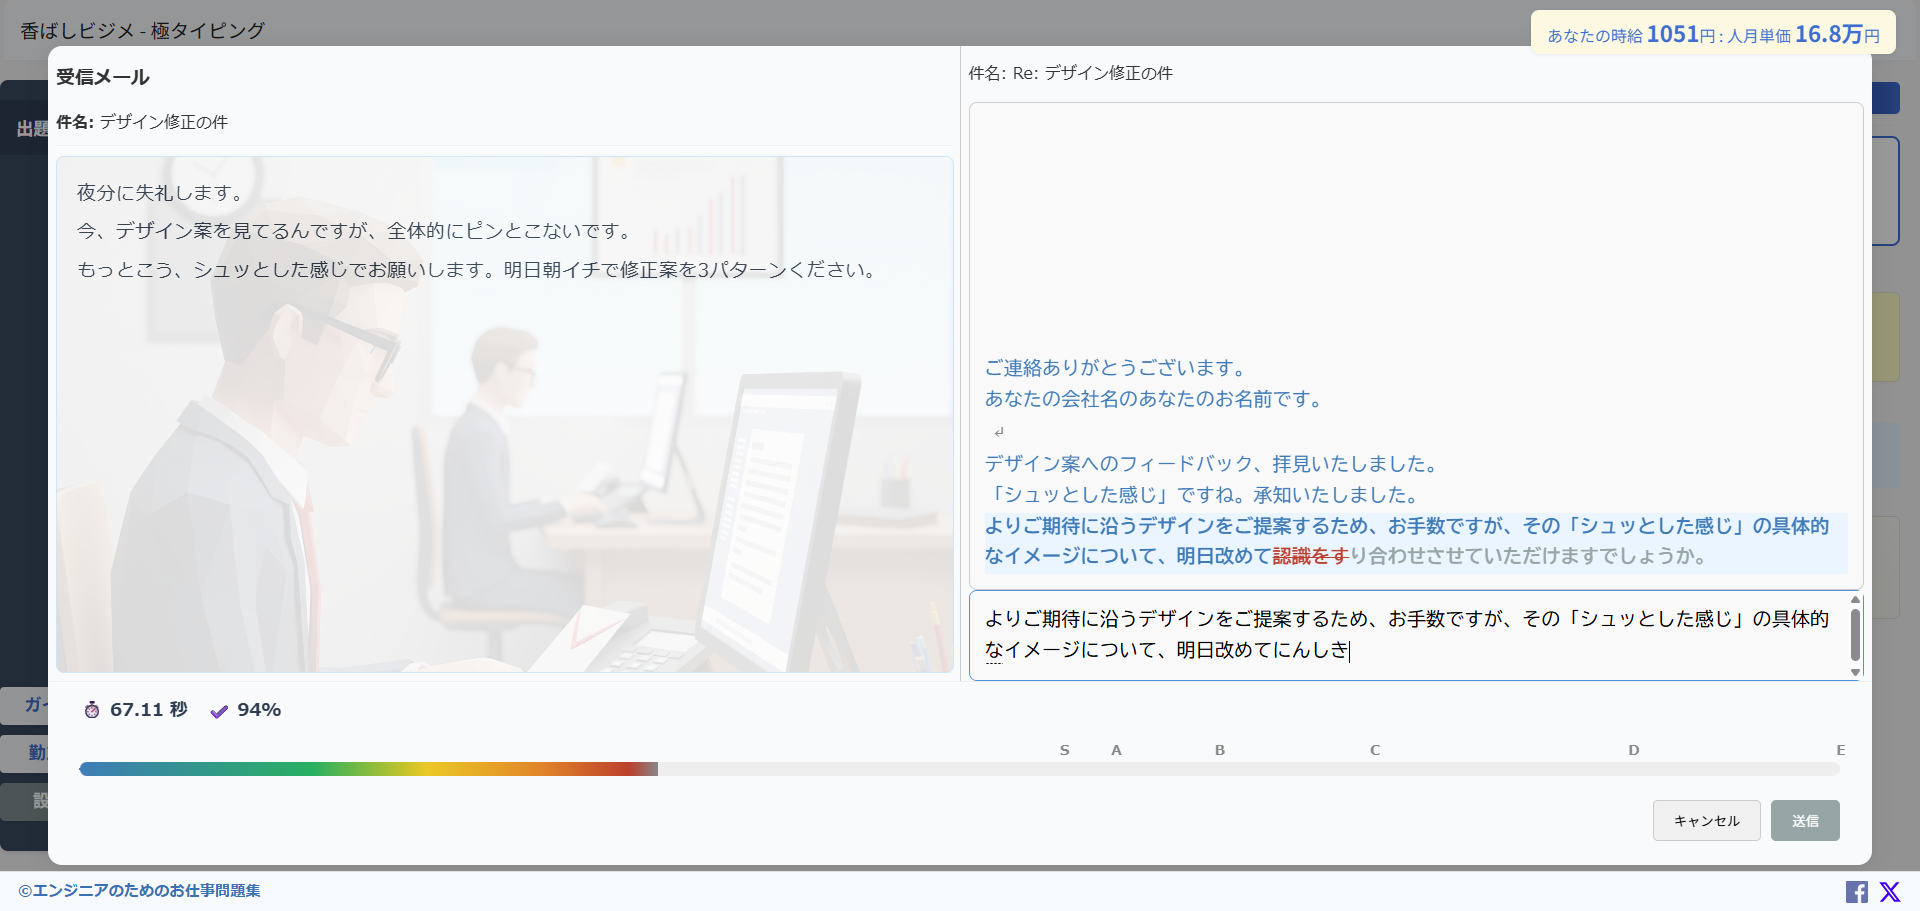 香ばしビジメ - 極タイピング
あなたの時給 1051円 : 人月単価 16.8万円
出題
受信メール
件名: デザイン修正の件
夜分に失礼します。
今、デザイン案を見てるんですが、全体的にピンとこないです。
もっとこう、シュッとした感じでお願いします。明日朝イチで修正案を3パターンください。
件名: Re: デザイン修正の件
ご連絡ありがとうございます。
あなたの会社名のあなたのお名前です。
↵
デザイン案へのフィードバック、拝見いたしました。
「シュッとした感じ」ですね。承知いたしました。
よりご期待に沿うデザインをご提案するため、お手数ですが、その「シュッとした感じ」の具体的
なイメージについて、明日改めて認識をすり合わせさせていただけますでしょうか。
よりご期待に沿うデザインをご提案するため、お手数ですが、その「シュッとした感じ」の具体的
なイメージについて、明日改めてにんしき
ガイ
勤
設
67.11 秒 94%
S A B C D E
キャンセル 送信
©エンジニアのためのお仕事問題集